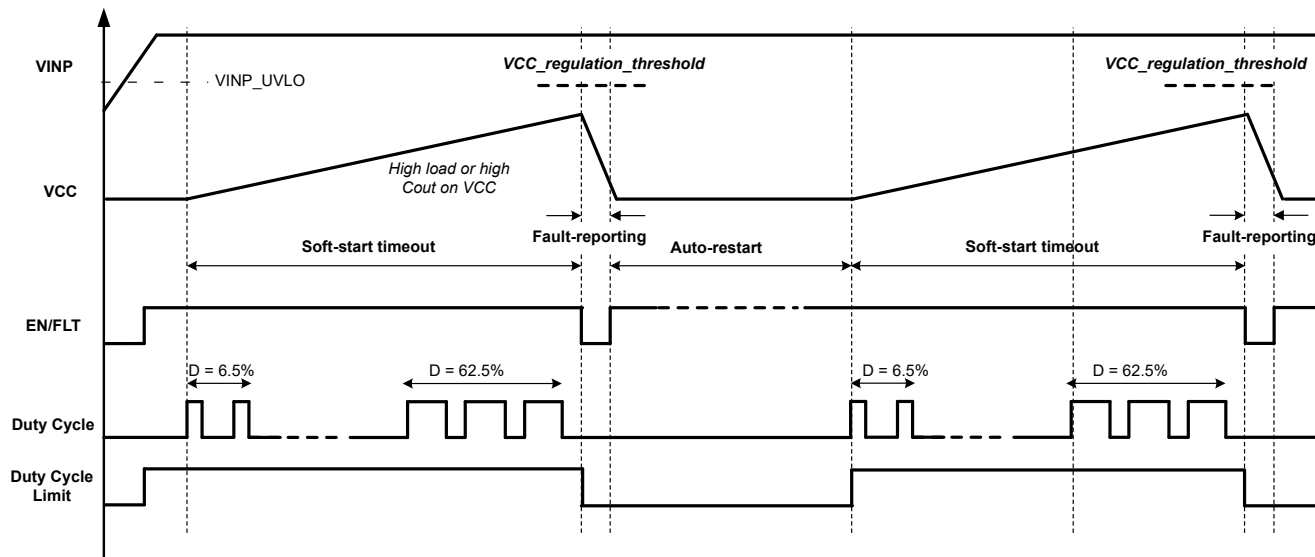 VINP
VINP_UVLO
VCC_regulation_threshold
VCC_regulation_threshold
High load or high
Cout on VCC
VCC
Fault-reporting
Fault-reporting
Soft-start timeout
Auto-restart
Soft-start timeout
EN/FLT
D = 6.5%
D = 62.5%
D = 6.5%
D = 62.5%
Duty Cycle
Duty Cycle
Limit